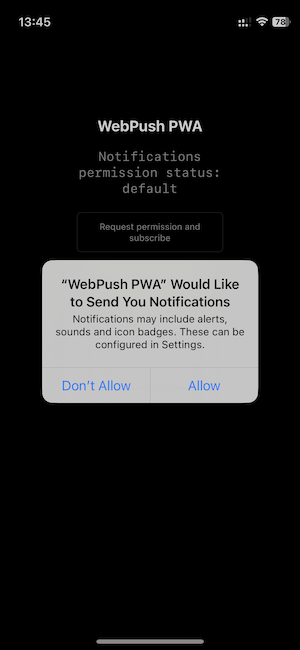 13:45
78
WebPush PWA
Notifications
permission status:
default
Request permission and
subscribe
“WebPush PWA” Would Like
to Send You Notifications
Notifications may include alerts,
sounds and icon badges. These can be
configured in Settings.
Don’t Allow
Allow